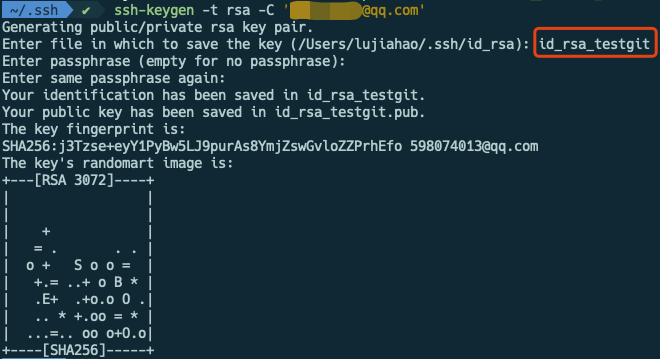 ~/.ssh ✔ ssh-keygen -t rsa -C '@qq.com'
Generating public/private rsa key pair.
Enter file in which to save the key (/Users/lujiahao/.ssh/id_rsa): id_rsa_testgit
Enter passphrase (empty for no passphrase):
Enter same passphrase again:
Your identification has been saved in id_rsa_testgit.
Your public key has been saved in id_rsa_testgit.pub.
The key fingerprint is:
SHA256:j3Tzse+eyY1PyBw5LJ9purAs8YmjZswGvloZZPrhEfo 598074013@qq.com
The key's randomart image is:
+---[RSA 3072]----+
|                 |
|                 |
|    +            |
|   = .       . . |
|  o +   S o o =  |
|   +.= ..+ o B * |
|   .E+  .+o.o O .|
|   .. * +.oo = * |
|  ...=.. oo o+O.o|
+----[SHA256]-----+